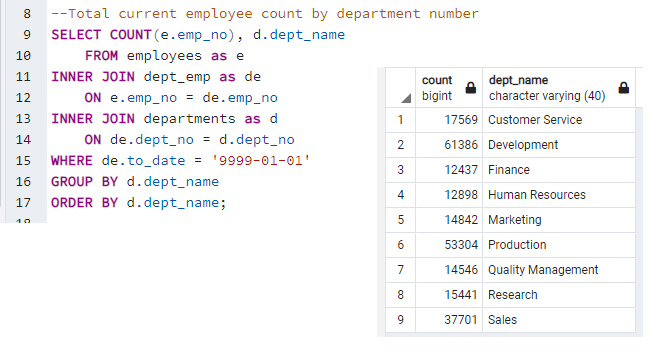 8 --Total current employee count by department number
9 SELECT COUNT(e.emp_no), d.dept_name
10 FROM employees as e
11 INNER JOIN dept_emp as de
12 ON e.emp_no = de.emp_no
13 INNER JOIN departments as d
14 ON de.dept_no = d.dept_no
15 WHERE de.to_date = '9999-01-01'
16 GROUP BY d.dept_name
17 ORDER BY d.dept_name;
count dept_name
bigint character varying (40)
1 17569 Customer Service
2 61386 Development
3 12437 Finance
4 12898 Human Resources
5 14842 Marketing
6 53304 Production
7 14546 Quality Management
8 15441 Research
9 37701 Sales